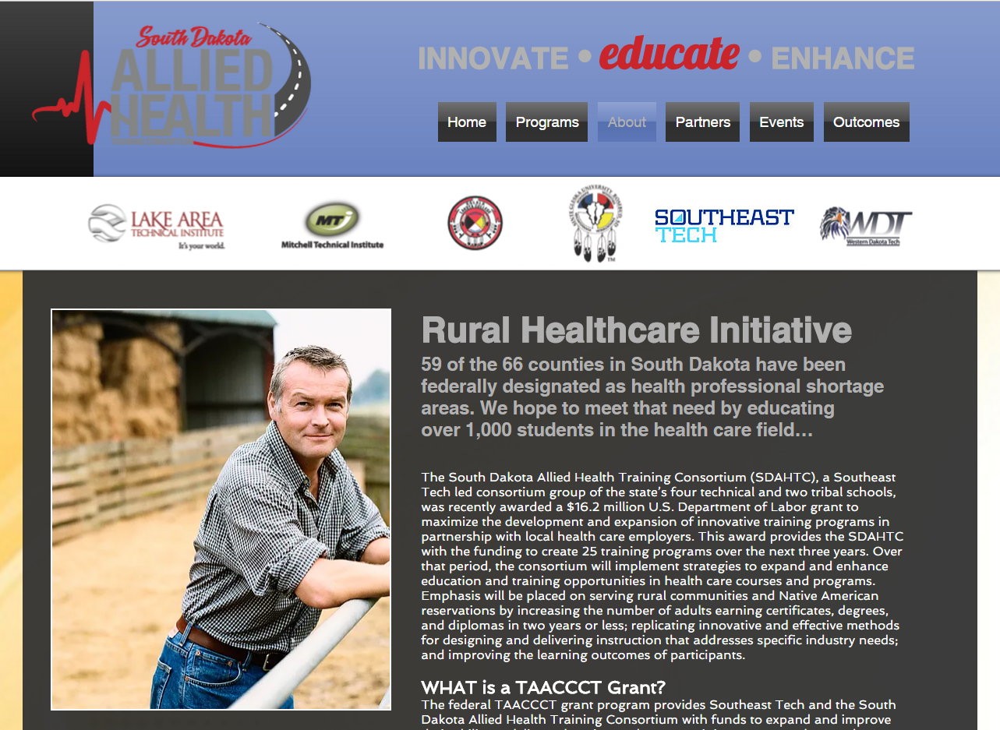 South Dakota
ALLIED
HEALTH
INNOVATE • educate • ENHANCE
Home Programs About Partners Events Outcomes
LAKE AREA
TECHNICAL INSTITUTE
It's your world.
MTi
Mitchell Technical Institute
SOUTHEAST
TECH
WDT
Western Dakota Tech
Rural Healthcare Initiative
59 of the 66 counties in South Dakota have been
federally designated as health professional shortage
areas. We hope to meet that need by educating
over 1,000 students in the health care field…
The South Dakota Allied Health Training Consortium (SDAHTC), a Southeast
Tech led consortium group of the state's four technical and two tribal schools,
was recently awarded a $16.2 million U.S. Department of Labor grant to
maximize the development and expansion of innovative training programs in
partnership with local health care employers. This award provides the SDAHTC
with the funding to create 25 training programs over the next three years. Over
that period, the consortium will implement strategies to expand and enhance
education and training opportunities in health care courses and programs.
Emphasis will be placed on serving rural communities and Native American
reservations by increasing the number of adults earning certificates, degrees,
and diplomas in two years or less; replicating innovative and effective methods
for designing and delivering instruction that addresses specific industry needs;
and improving the learning outcomes of participants.
WHAT is a TAACCCT Grant?
The federal TAACCCT grant program provides Southeast Tech and the South
Dakota Allied Health Training Consortium with funds to expand and improve